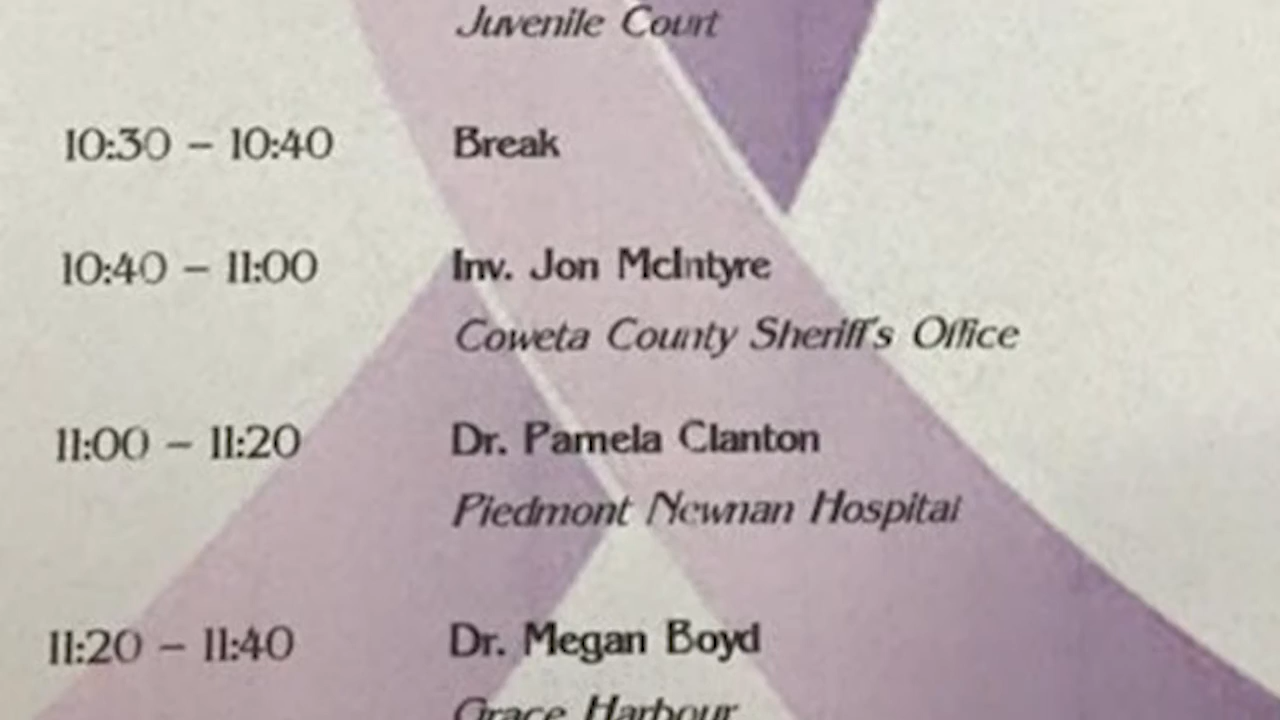 Juvenile Court
10:30 – 10:40 Break
10:40 – 11:00 Inv. Jon McIntyre
Coweta County Sheriff's Office
11:00 – 11:20 Dr. Pamela Clanton
Piedmont Newnan Hospital
11:20 – 11:40 Dr. Megan Boyd
Grace Harbour